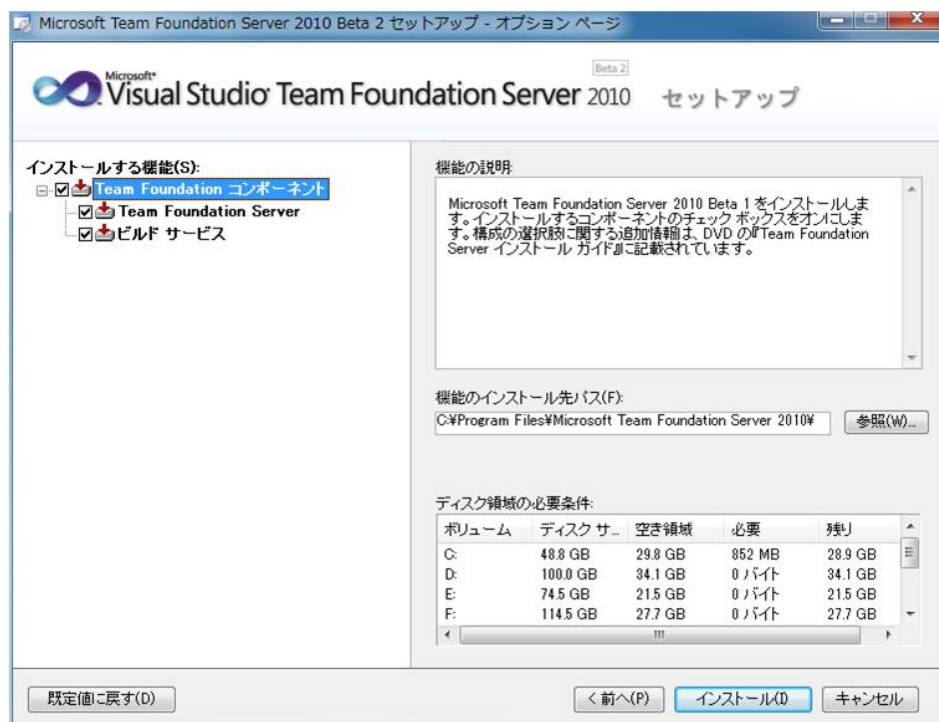 Microsoft Team Foundation Server 2010 Beta 2 セットアップ - オプション ページ
Beta 2
Microsoft®
Visual Studio Team Foundation Server 2010 セットアップ
インストールする機能(S):
Team Foundation コンポーネント
Team Foundation Server
ビルド サービス
機能の説明:
Microsoft Team Foundation Server 2010 Beta 1 をインストールしま
す。インストールするコンポーネントのチェック ボックスをオンにしま
す。構成の選択肢に関する追加情報は、DVD の『Team Foundation
Server インストール ガイド』に記載されています。
機能のインストール先パス(F):
C:¥Program Files¥Microsoft Team Foundation Server 2010¥ 参照(W)...
ディスク領域の必要条件:
ボリューム ディスク サ... 空き領域 必要 残り
C: 48.8 GB 29.8 GB 852 MB 28.9 GB
D: 100.0 GB 34.1 GB 0 バイト 34.1 GB
E: 74.5 GB 21.5 GB 0 バイト 21.5 GB
F: 114.5 GB 27.7 GB 0 バイト 27.7 GB
既定値に戻す(D) < 前へ(P) インストール(I) キャンセル